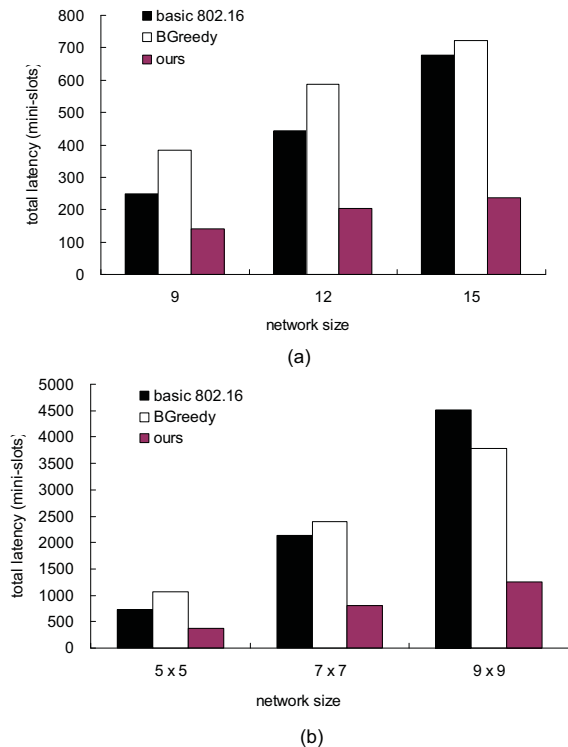 basic 802.16
BGreedy
ours
800
700
600
500
400
300
200
100
0
total latency (mini-slots)
9 12 15
network size
(a)
basic 802.16
BGreedy
ours
5000
4500
4000
3500
3000
2500
2000
1500
1000
500
0
total latency (mini-slots)
5 x 5 7 x 7 9 x 9
network size
(b)